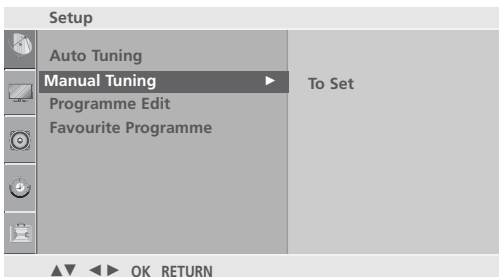 Setup
Auto Tuning
Manual Tuning ►
To Set
Programme Edit
Favourite Programme
▲▼ ◄► OK RETURN